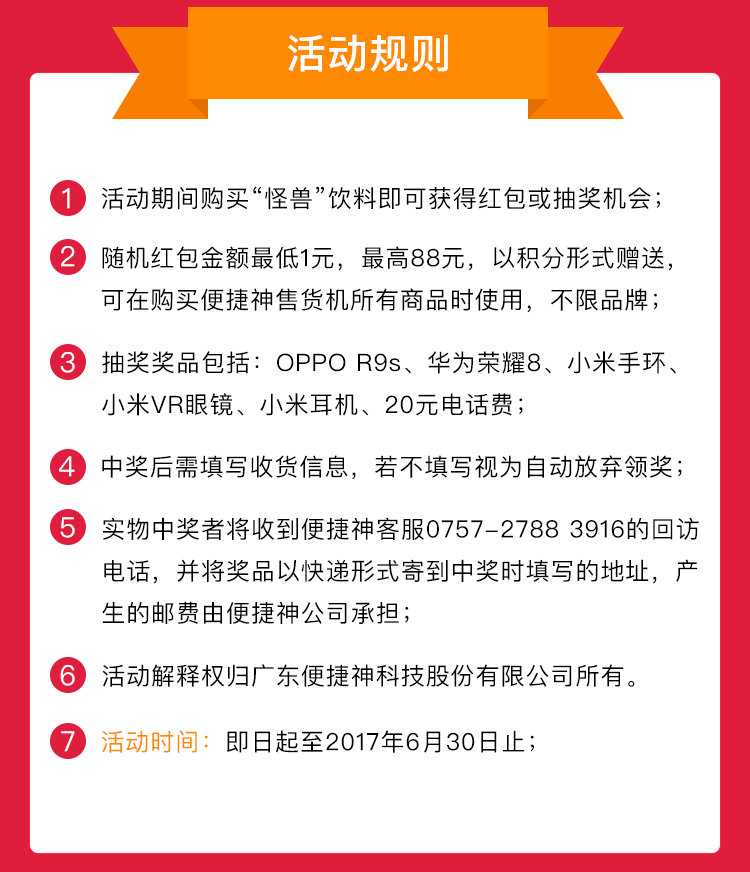 活动规则
1 活动期间购买“怪兽”饮料即可获得红包或抽奖机会；
2 随机红包金额最低1元，最高88元，以积分形式赠送，
可在购买便捷神售货机所有商品时使用，不限品牌；
3 抽奖奖品包括：OPPO R9s、华为荣耀8、小米手环、
小米VR眼镜、小米耳机、20元电话费；
4 中奖后需填写收货信息，若不填写视为自动放弃领奖；
5 实物中奖者将收到便捷神客服0757-2788 3916的回访
电话，并将奖品以快递形式寄到中奖时填写的地址，产
生的邮费由便捷神公司承担；
6 活动解释权归广东便捷神科技股份有限公司所有。
7 活动时间：即日起至2017年6月30日止；